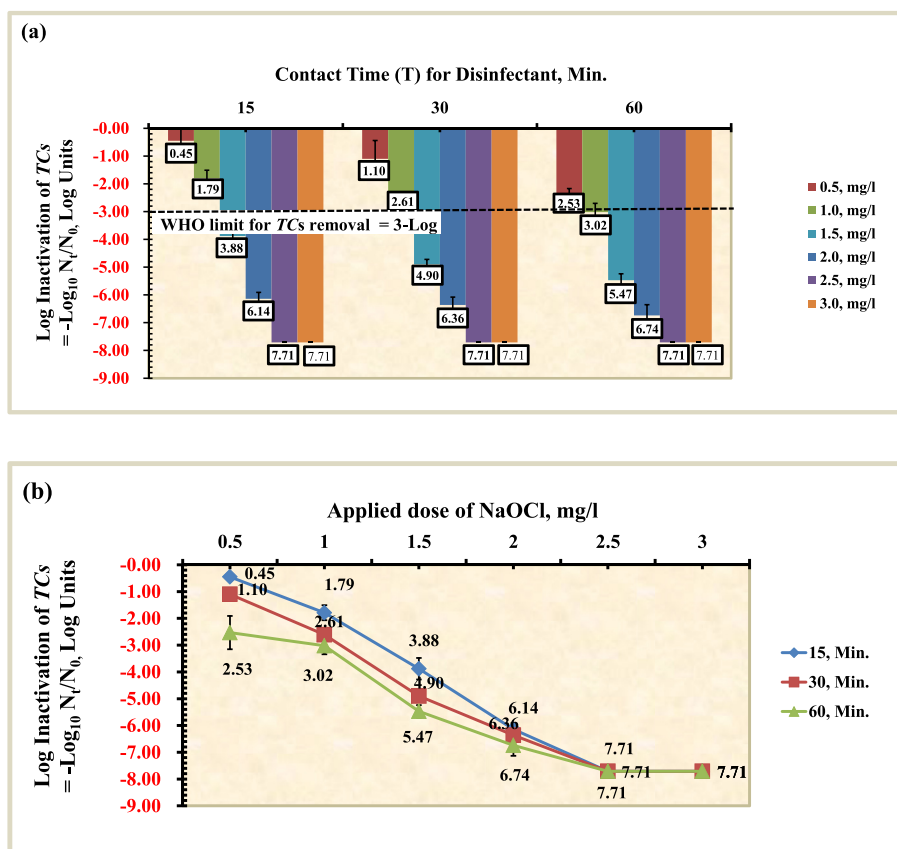 (a)
Contact Time (T) for Disinfectant, Min.
15 30 60
Log Inactivation of TCs
= -Log10 Nt/N0, Log Units
-0.00
-1.00
-2.00
-3.00
-4.00
-5.00
-6.00
-7.00
-8.00
-9.00
0.45 1.79 3.88 6.14 7.71 7.71
1.10 2.61 4.90 6.36 7.71 7.71
2.53 3.02 5.47 6.74 7.71 7.71
WHO limit for TCs removal = 3-Log
0.5, mg/l
1.0, mg/l
1.5, mg/l
2.0, mg/l
2.5, mg/l
3.0, mg/l
(b)
Applied dose of NaOCl, mg/l
0.5 1 1.5 2 2.5 3
Log Inactivation of TCs
= -Log10 Nt/N0, Log Units
-0.00
-1.00
-2.00
-3.00
-4.00
-5.00
-6.00
-7.00
-8.00
-9.00
0.45 1.79 3.88 6.14 7.71
1.10 2.61 4.90 6.36 7.71 7.71
2.53 3.02 5.47 6.74 7.71
15, Min.
30, Min.
60, Min.